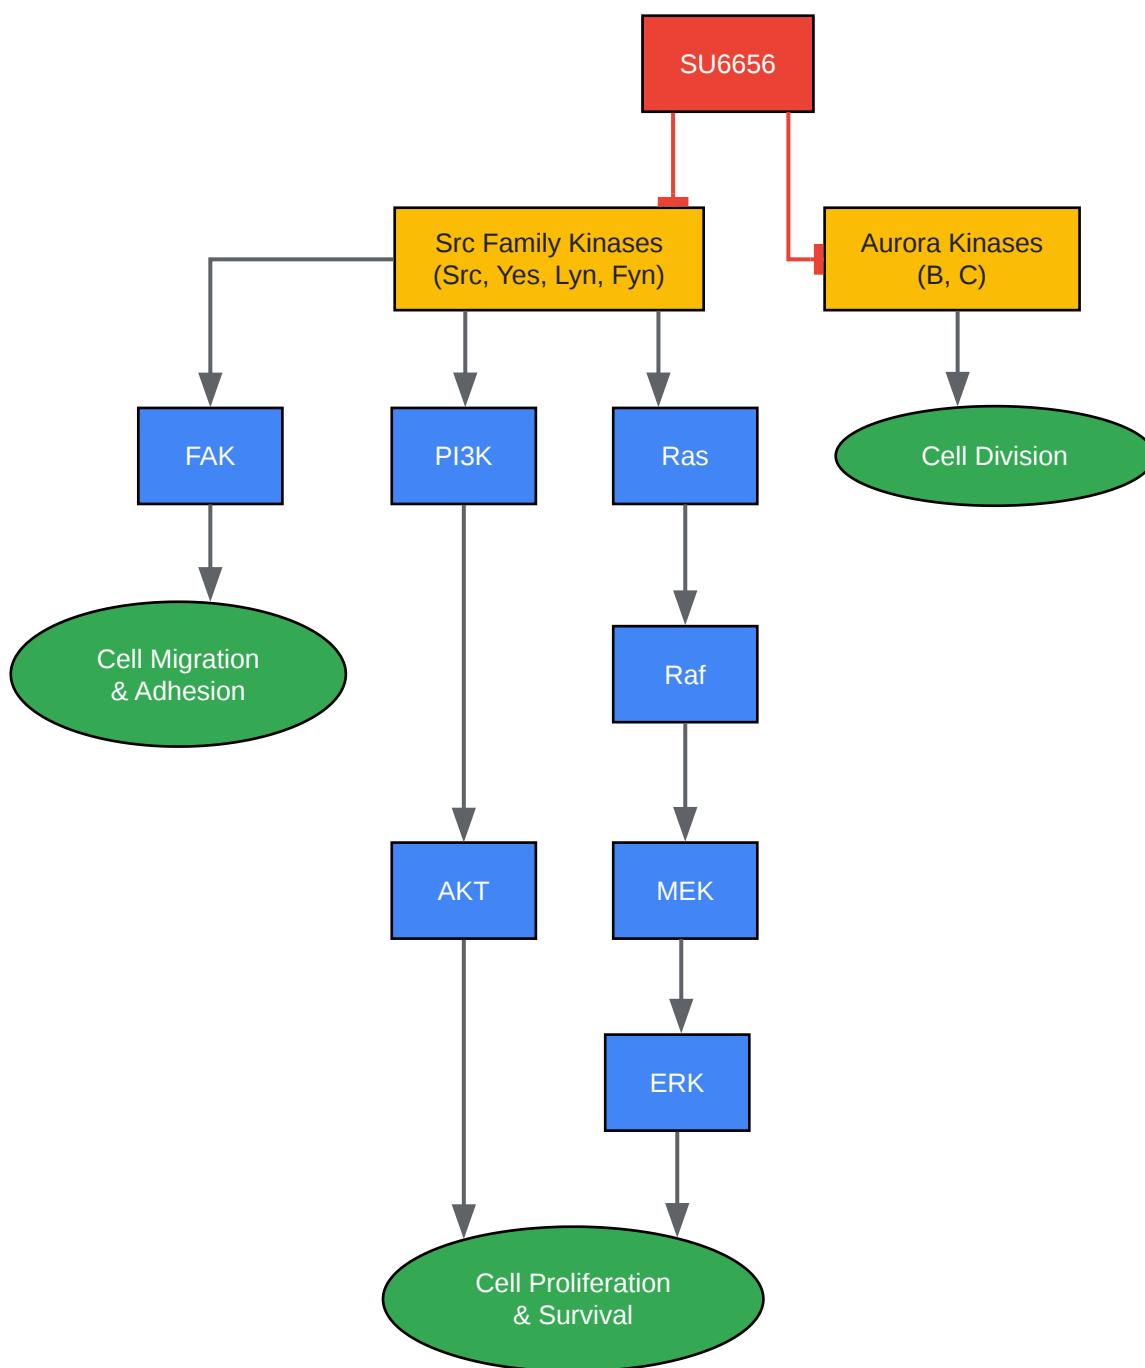 SU6656
Src Family Kinases
(Src, Yes, Lyn, Fyn)
Aurora Kinases
(B, C)
FAK
PI3K
Ras
Cell Division
Cell Migration
& Adhesion
Raf
AKT
MEK
ERK
Cell Proliferation
& Survival